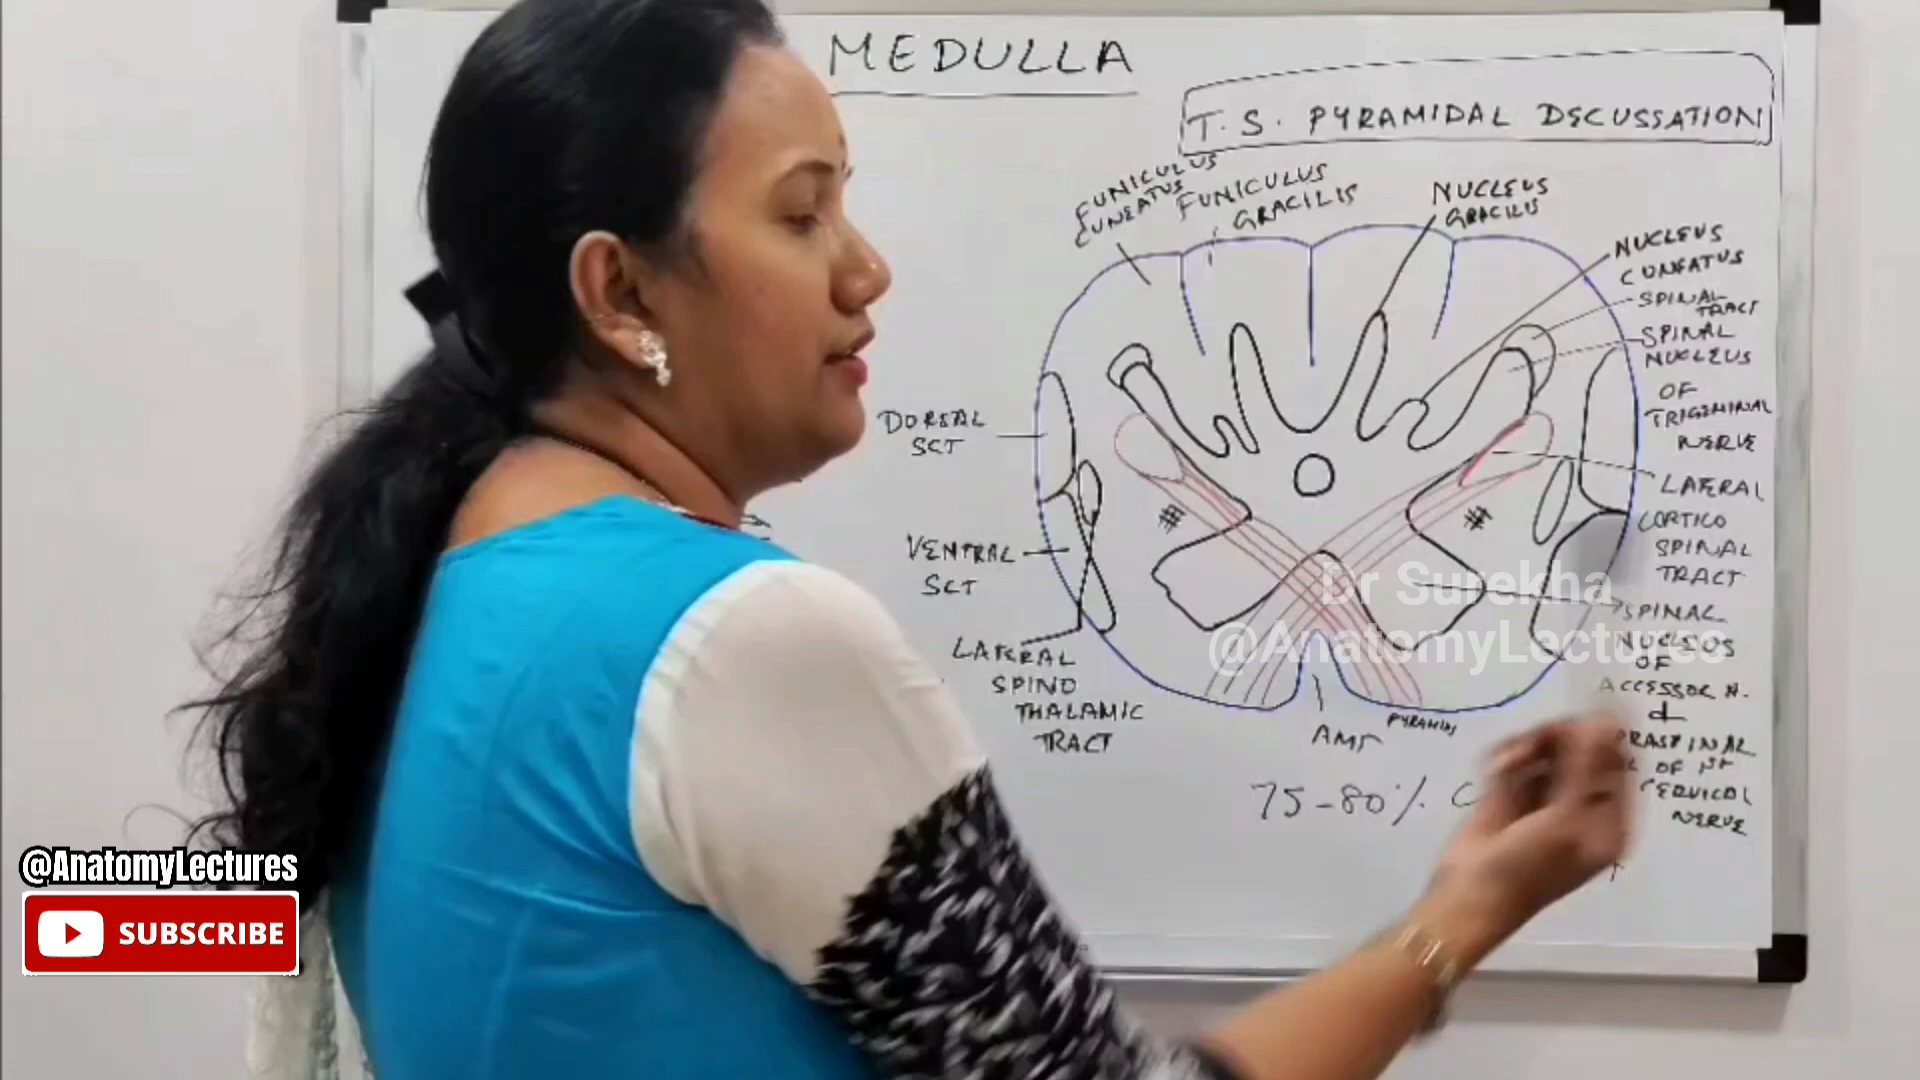 MEDULLA
T.S. PYRAMIDAL DECUSSATION
FUNICULUS
CUNEATUS
FUNICULUS
GRACILIS
NUCLEUS
GRACILIS
NUCLEUS
CUNEATUS
SPINAL
TRACT
SPINAL
NUCLEUS
OF
TRIGEMINAL
NERVE
DORSAL
SCT
LATERAL
CORTICO
SPINAL
TRACT
VENTRAL
SCT
SPINAL
NUCLEUS
OF
ACCESSOR N.
&
OF
CERVICAL
NERVE
LATERAL
SPINO
THALAMIC
TRACT
AMF
PYRAMIDS
75-80%
Dr Surekha
@AnatomyLectures
@AnatomyLectures
SUBSCRIBE